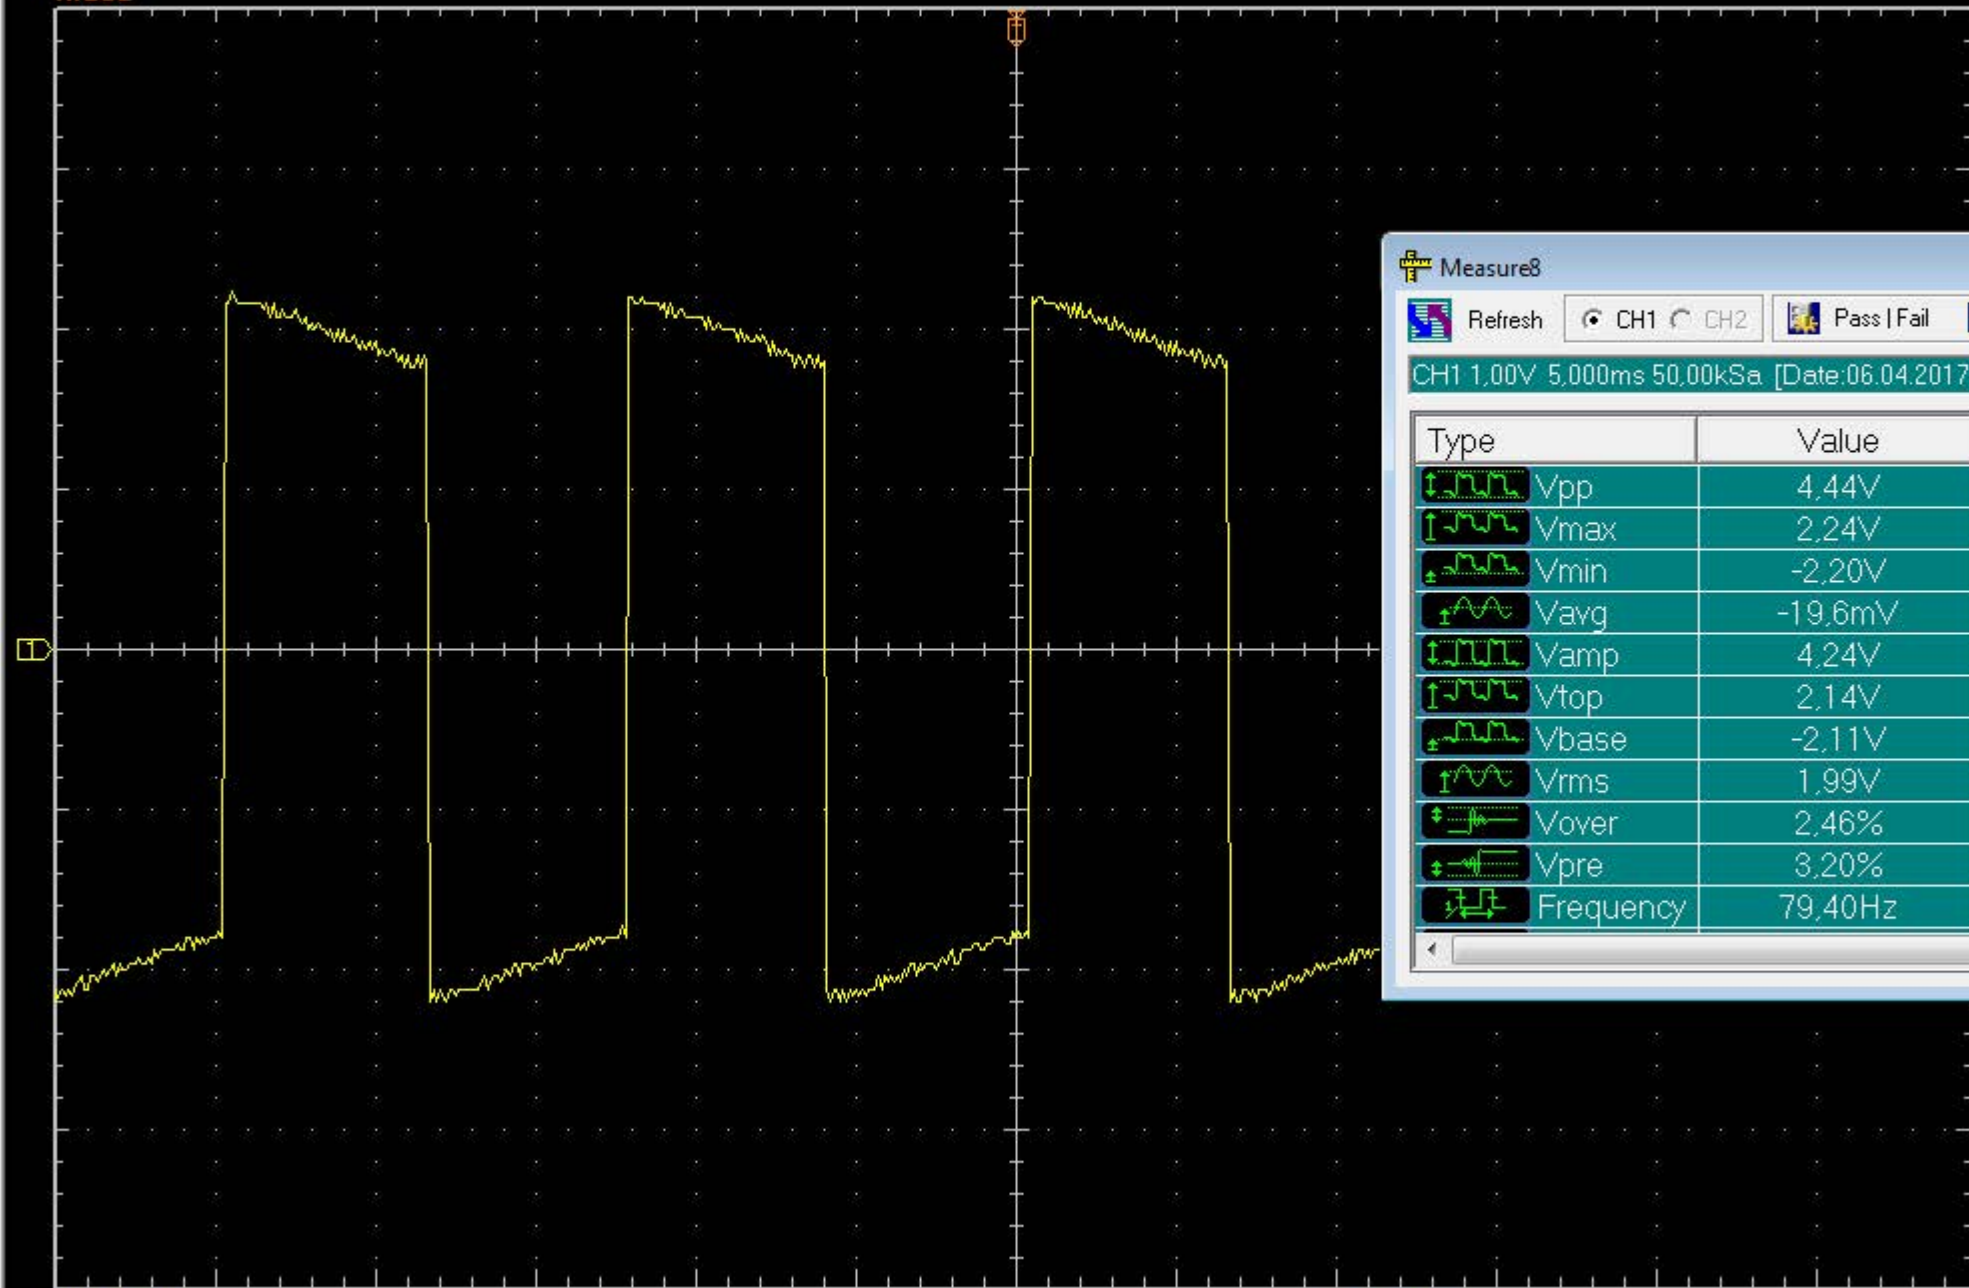 T
1
Measure8
Refresh CH1 CH2 Pass | Fail
CH1 1,00V 5,000ms 50,00kSa [Date:06.04.2017
Type Value
Vpp 4,44V
Vmax 2,24V
Vmin -2,20V
Vavg -19,6mV
Vamp 4,24V
Vtop 2,14V
Vbase -2,11V
Vrms 1,99V
Vover 2,46%
Vpre 3,20%
Frequency 79,40Hz